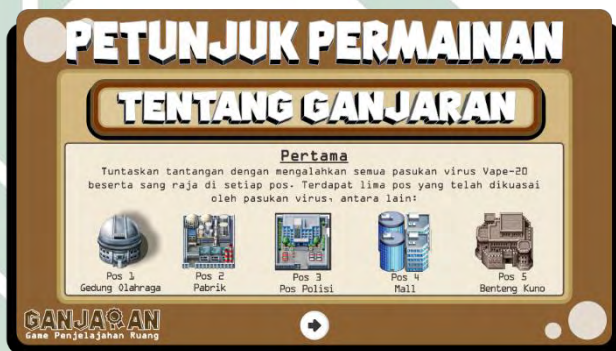 PETUNJUK PERMAINAN
TENTANG GANJARAN
Pertama
Tuntaskan tantangan dengan mengalahkan semua pasukan virus Vape-20
beserta sang raja di setiap pos. Terdapat lima pos yang telah dikuasai
oleh pasukan virus, antara lain:
Pos 1
Gedung Olahraga
Pos 2
Pabrik
Pos 3
Pos Polisi
Pos 4
Mall
Pos 5
Benteng Kuno
GANJARAN
Game Penjelajahan Ruang